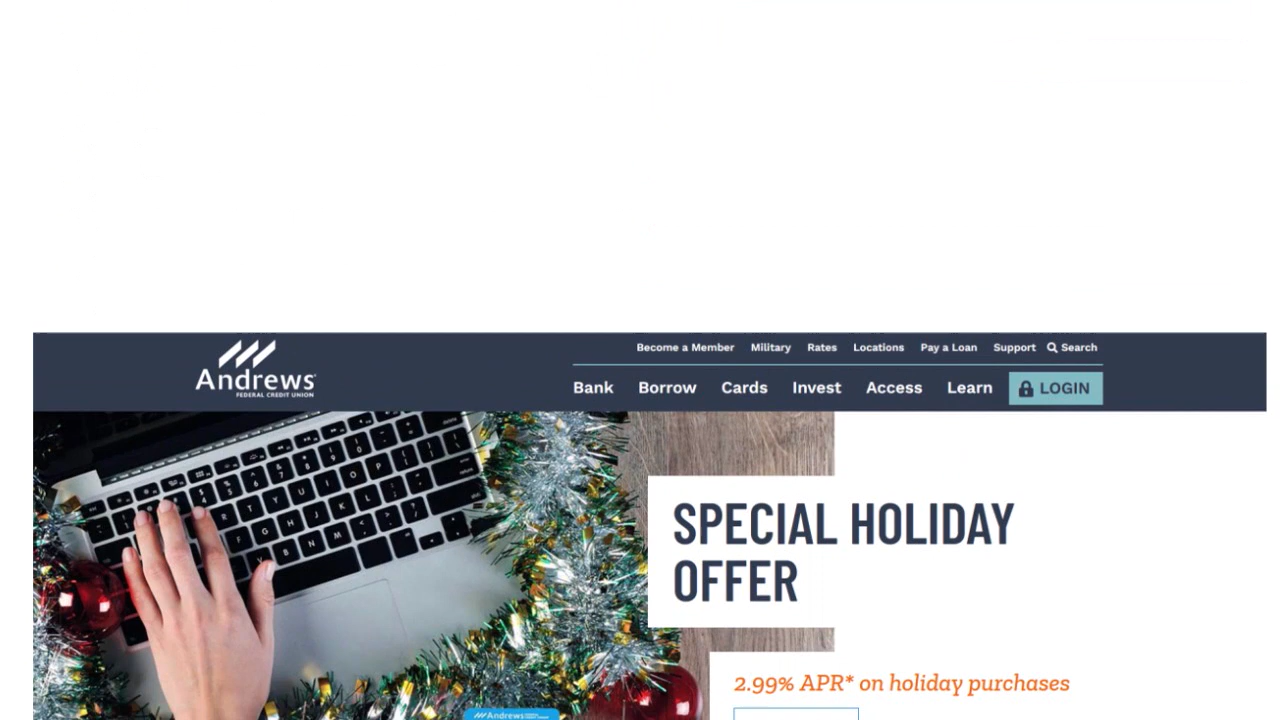 Become a Member Military Rates Locations Pay a Loan Support Search
Andrews
FEDERAL CREDIT UNION
Bank Borrow Cards Invest Access Learn LOGIN
SPECIAL HOLIDAY
OFFER
2.99% APR* on holiday purchases
Andrews